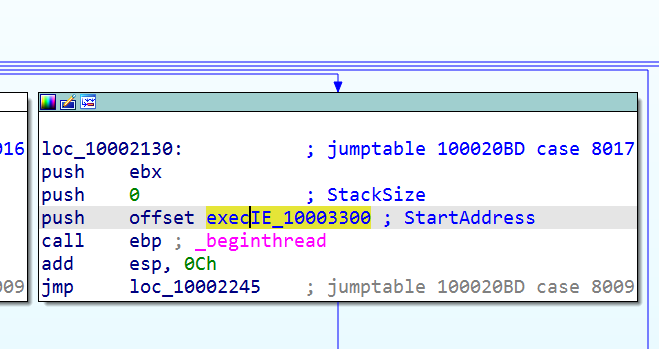 016
loc_10002130: ; jumptable 100020BD case 8017
push ebx
push 0 ; StackSize
push offset execIE_10003300 ; StartAddress
call ebp ; _beginthread
add esp, 0Ch
009 jmp loc_10002245 ; jumptable 100020BD case 8009